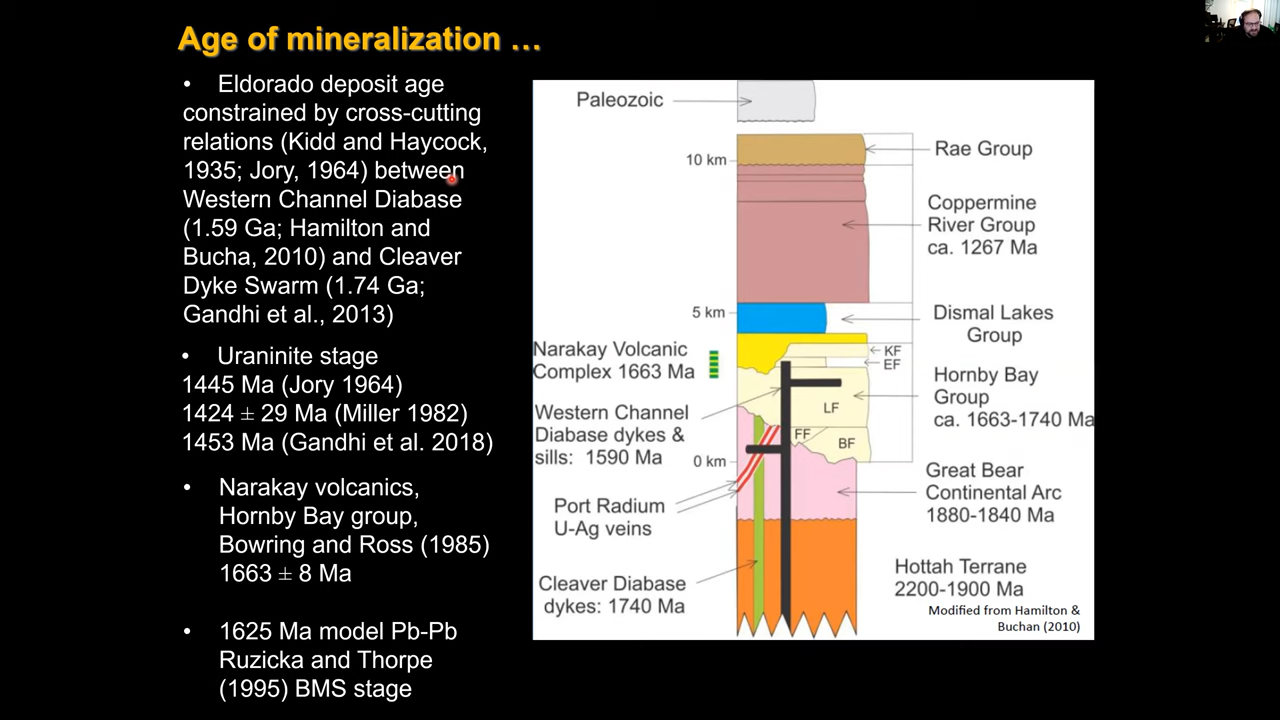 Age of mineralization …
• Eldorado deposit age
constrained by cross-cutting
relations (Kidd and Haycock,
1935; Jory, 1964) between
Western Channel Diabase
(1.59 Ga; Hamilton and
Bucha, 2010) and Cleaver
Dyke Swarm (1.74 Ga;
Gandhi et al., 2013)
• Uraninite stage
1445 Ma (Jory 1964)
1424 ± 29 Ma (Miller 1982)
1453 Ma (Gandhi et al. 2018)
• Narakay volcanics,
Hornby Bay group,
Bowring and Ross (1985)
1663 ± 8 Ma
• 1625 Ma model Pb-Pb
Ruzicka and Thorpe
(1995) BMS stage
Paleozoic
10 km
Rae Group
Coppermine
River Group
ca. 1267 Ma
5 km
Dismal Lakes
Group
Narakay Volcanic
Complex 1663 Ma
KF
EF
Hornby Bay
Group
ca. 1663-1740 Ma
LF
FF
BF
Western Channel
Diabase dykes &
sills: 1590 Ma
0 km
Great Bear
Continental Arc
1880-1840 Ma
Port Radium
U-Ag veins
Hottah Terrane
2200-1900 Ma
Cleaver Diabase
dykes: 1740 Ma
Modified from Hamilton &
Buchan (2010)